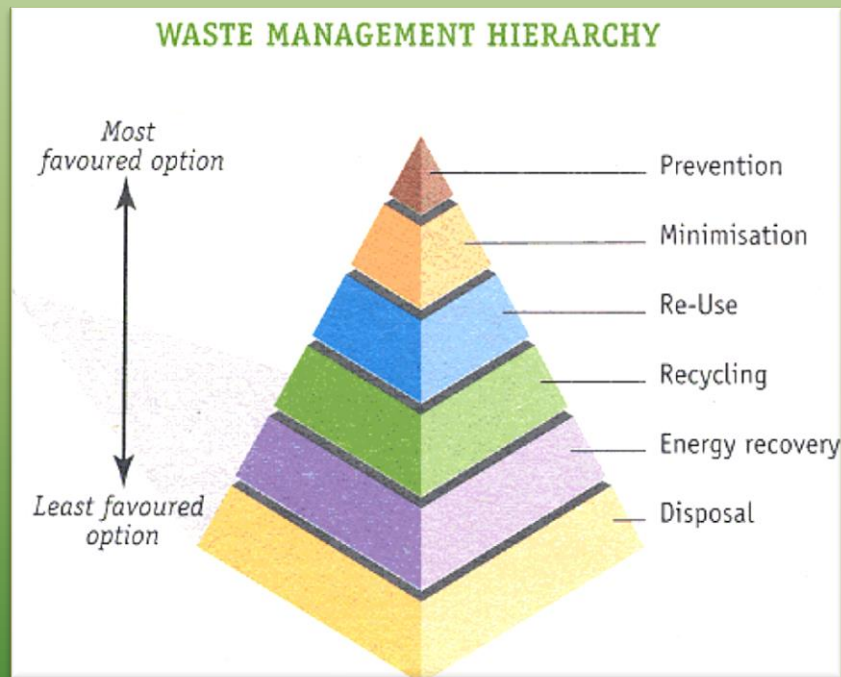 WASTE MANAGEMENT HIERARCHY
Most
favoured option
Prevention
Minimisation
Re-Use
Recycling
Energy recovery
Disposal
Least favoured
option